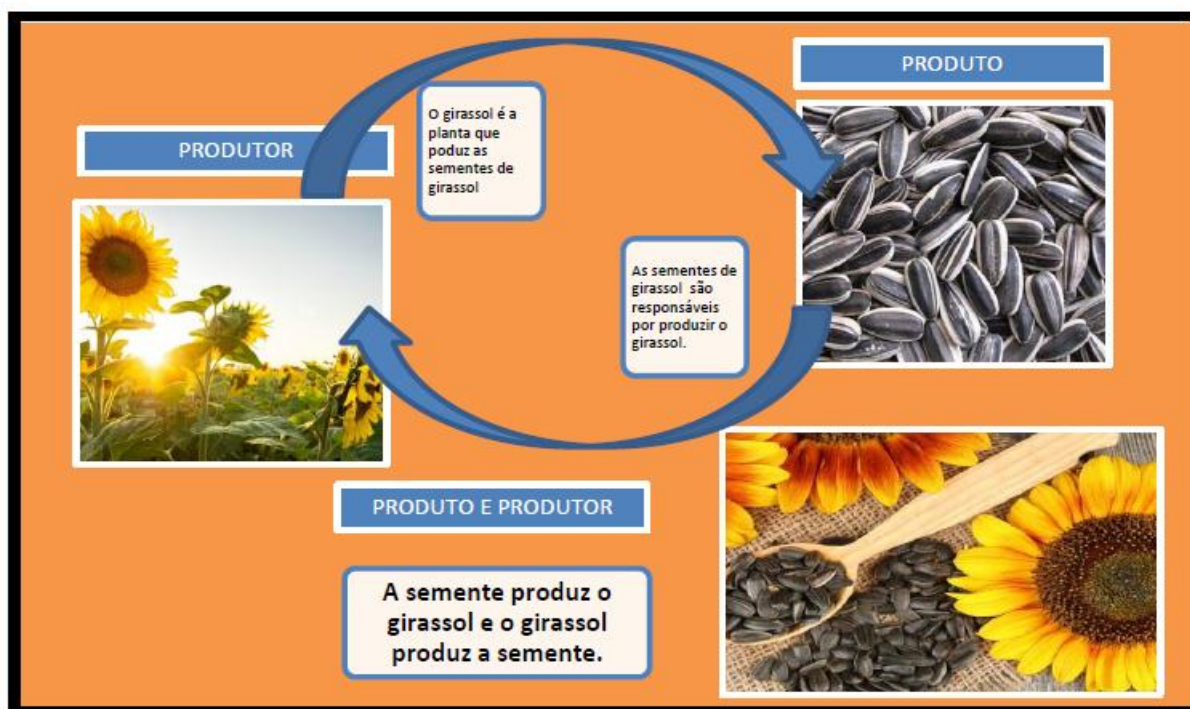 PRODUTO
PRODUTOR
O girassol é a
planta que
poduz as
sementes de
girassol
As sementes de
girassol são
responsáveis
por produzir o
girassol.
PRODUTO E PRODUTOR
A semente produz o
girassol e o girassol
produz a semente.